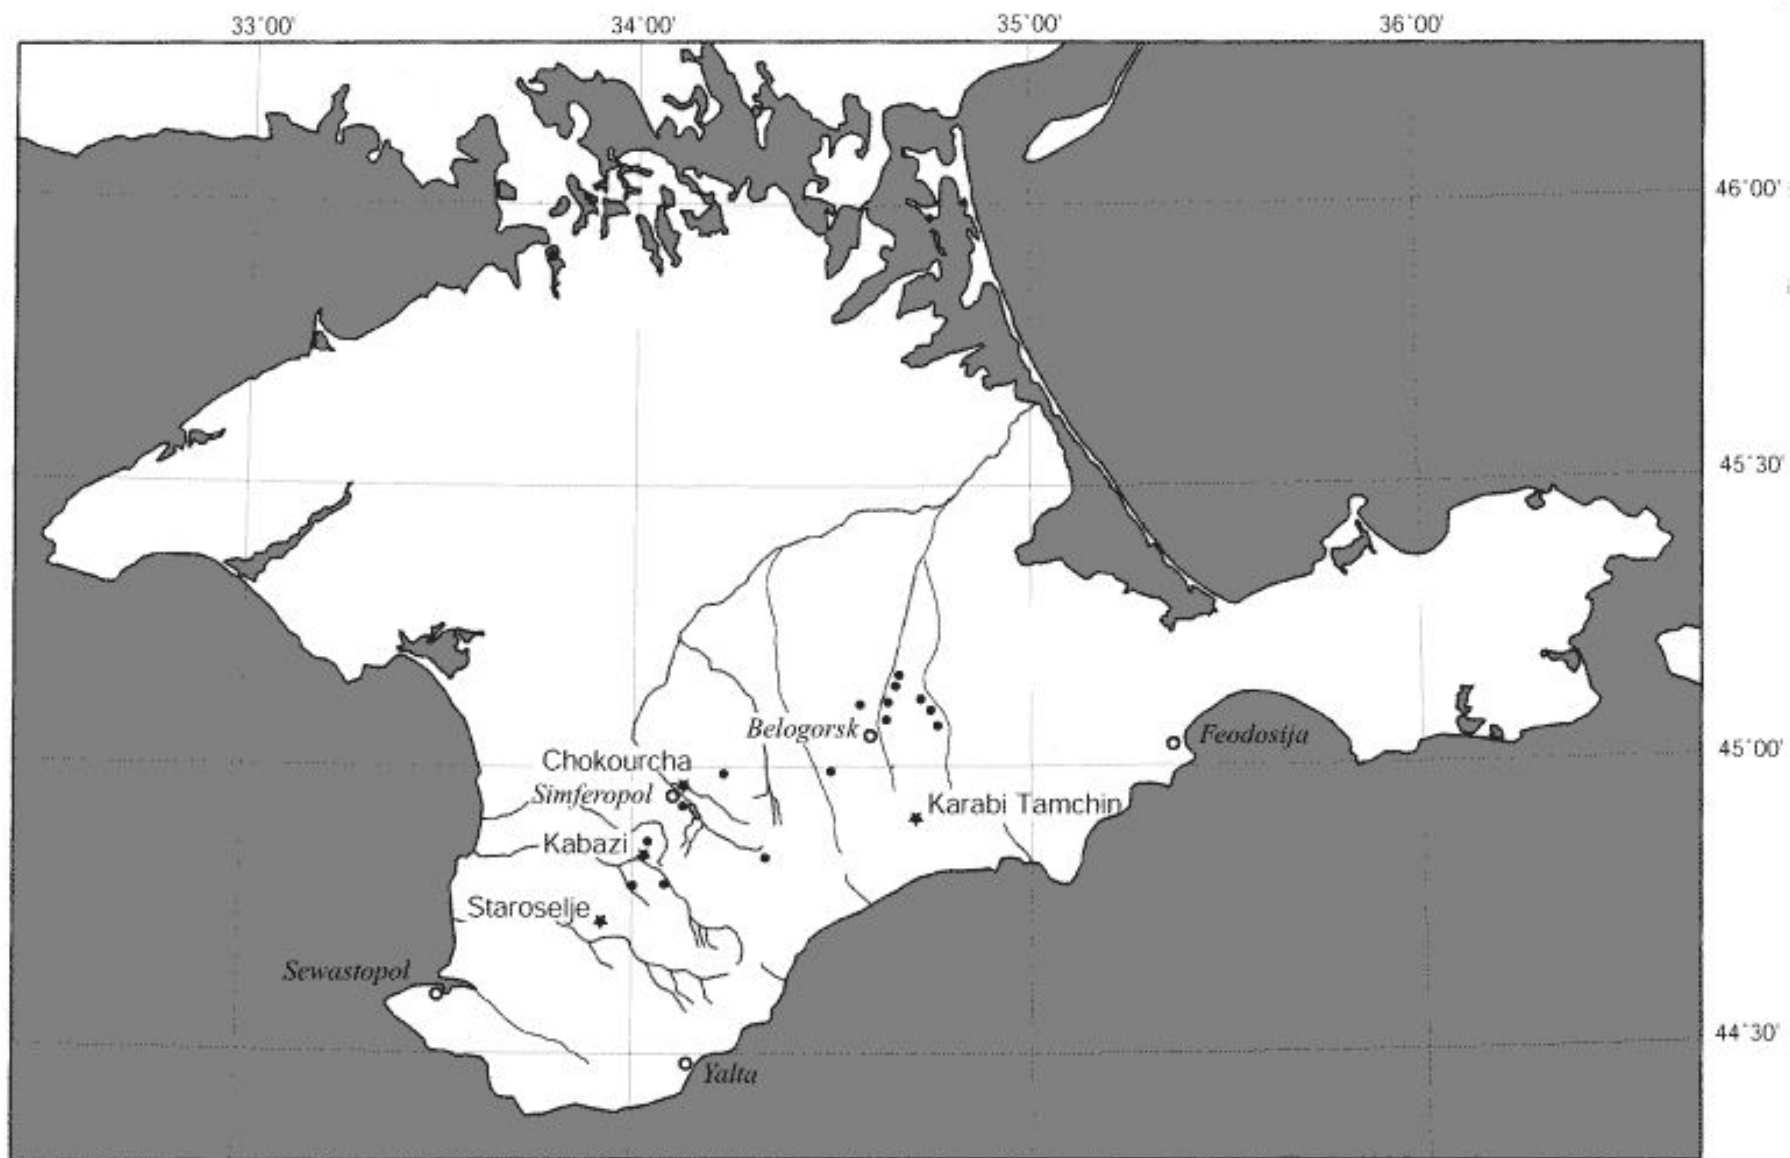 33°00' 34°00' 35°00' 36°00'
46°00'
45°30'
Belogorsk
Feodosija
45°00'
Chokourcha
Simferopol
Karabi Tamchin
Kabazi
Staroselje
Sewastopol
44°30'
Yalta